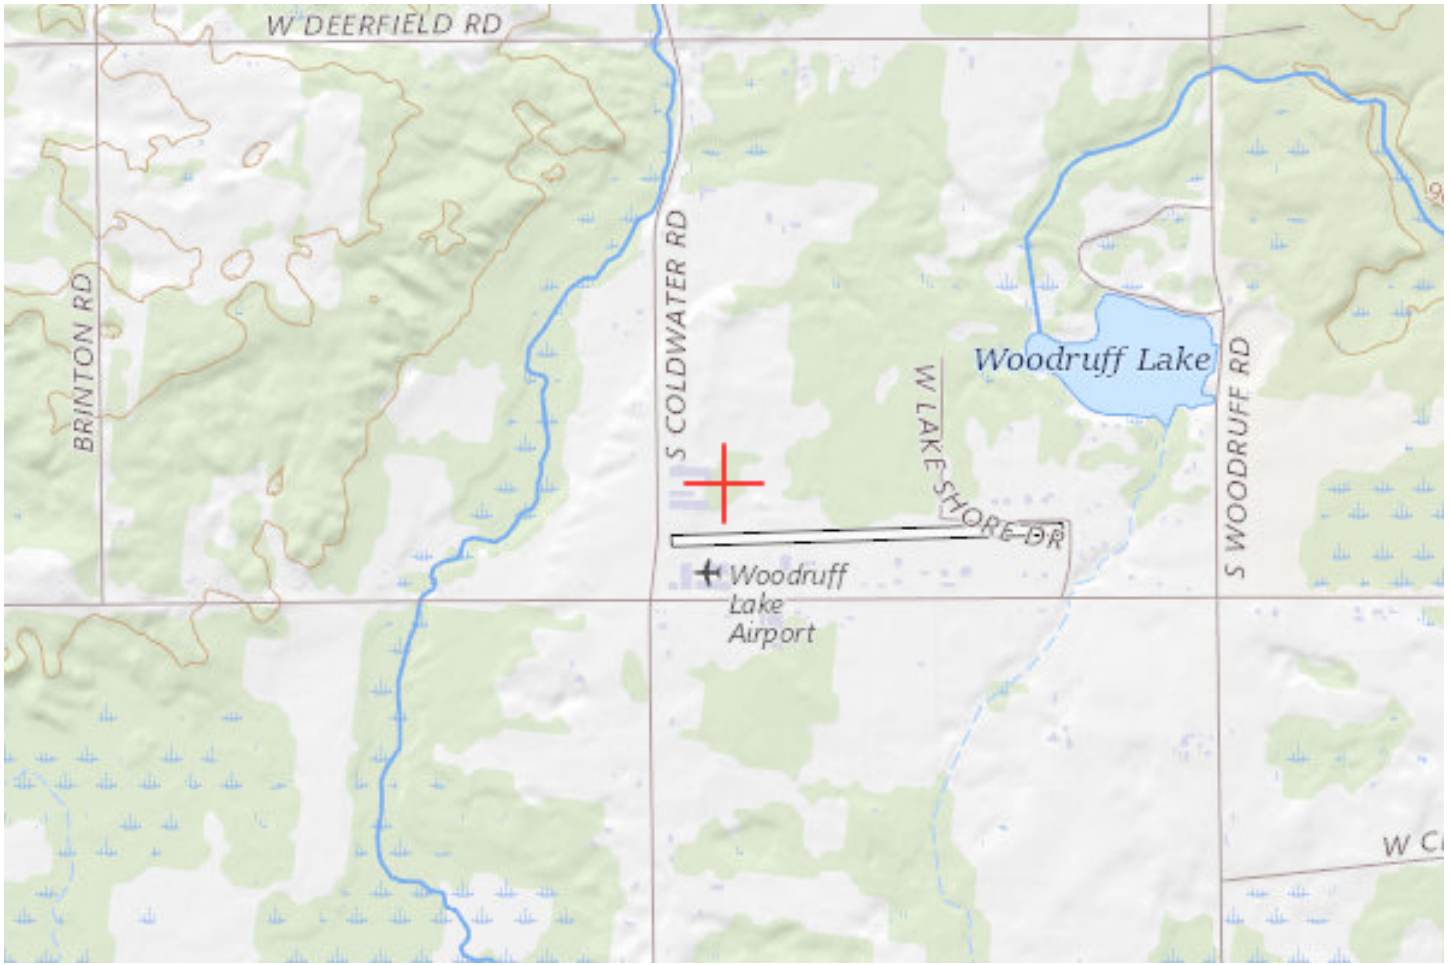 W DEERFIELD RD
S COLDWATER RD
BRINTON RD
Woodruff Lake
W LAKE SHORE DR
S WOODRUFF RD
Woodruff
Lake
Airport